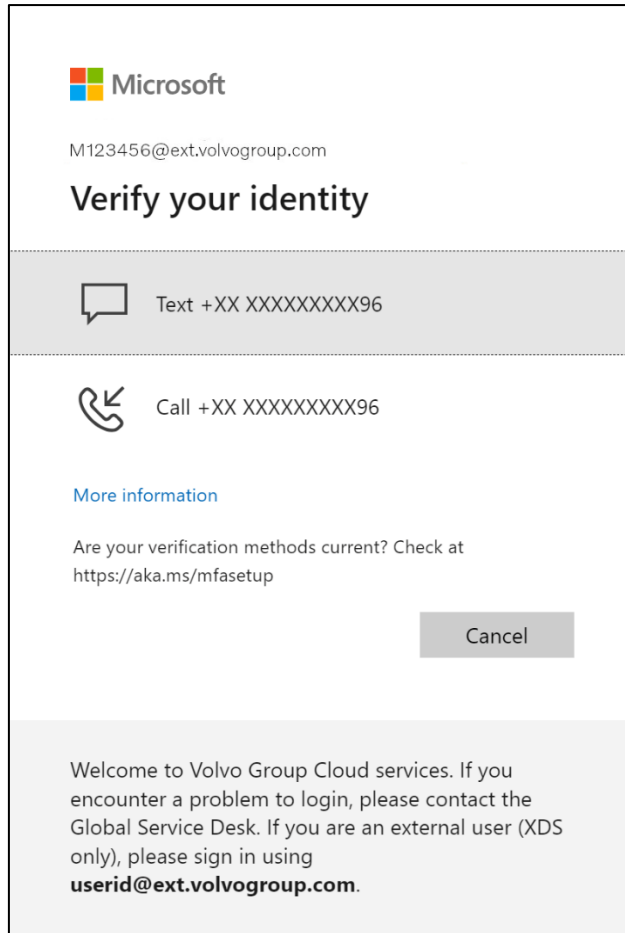 Microsoft
M123456@ext.volvogroup.com
Verify your identity
Text +XX XXXXXXXXX96
Call +XX XXXXXXXXX96
More information
Are your verification methods current? Check at
https://aka.ms/mfasetup
Cancel
Welcome to Volvo Group Cloud services. If you
encounter a problem to login, please contact the
Global Service Desk. If you are an external user (XDS
only), please sign in using
userid@ext.volvogroup.com.